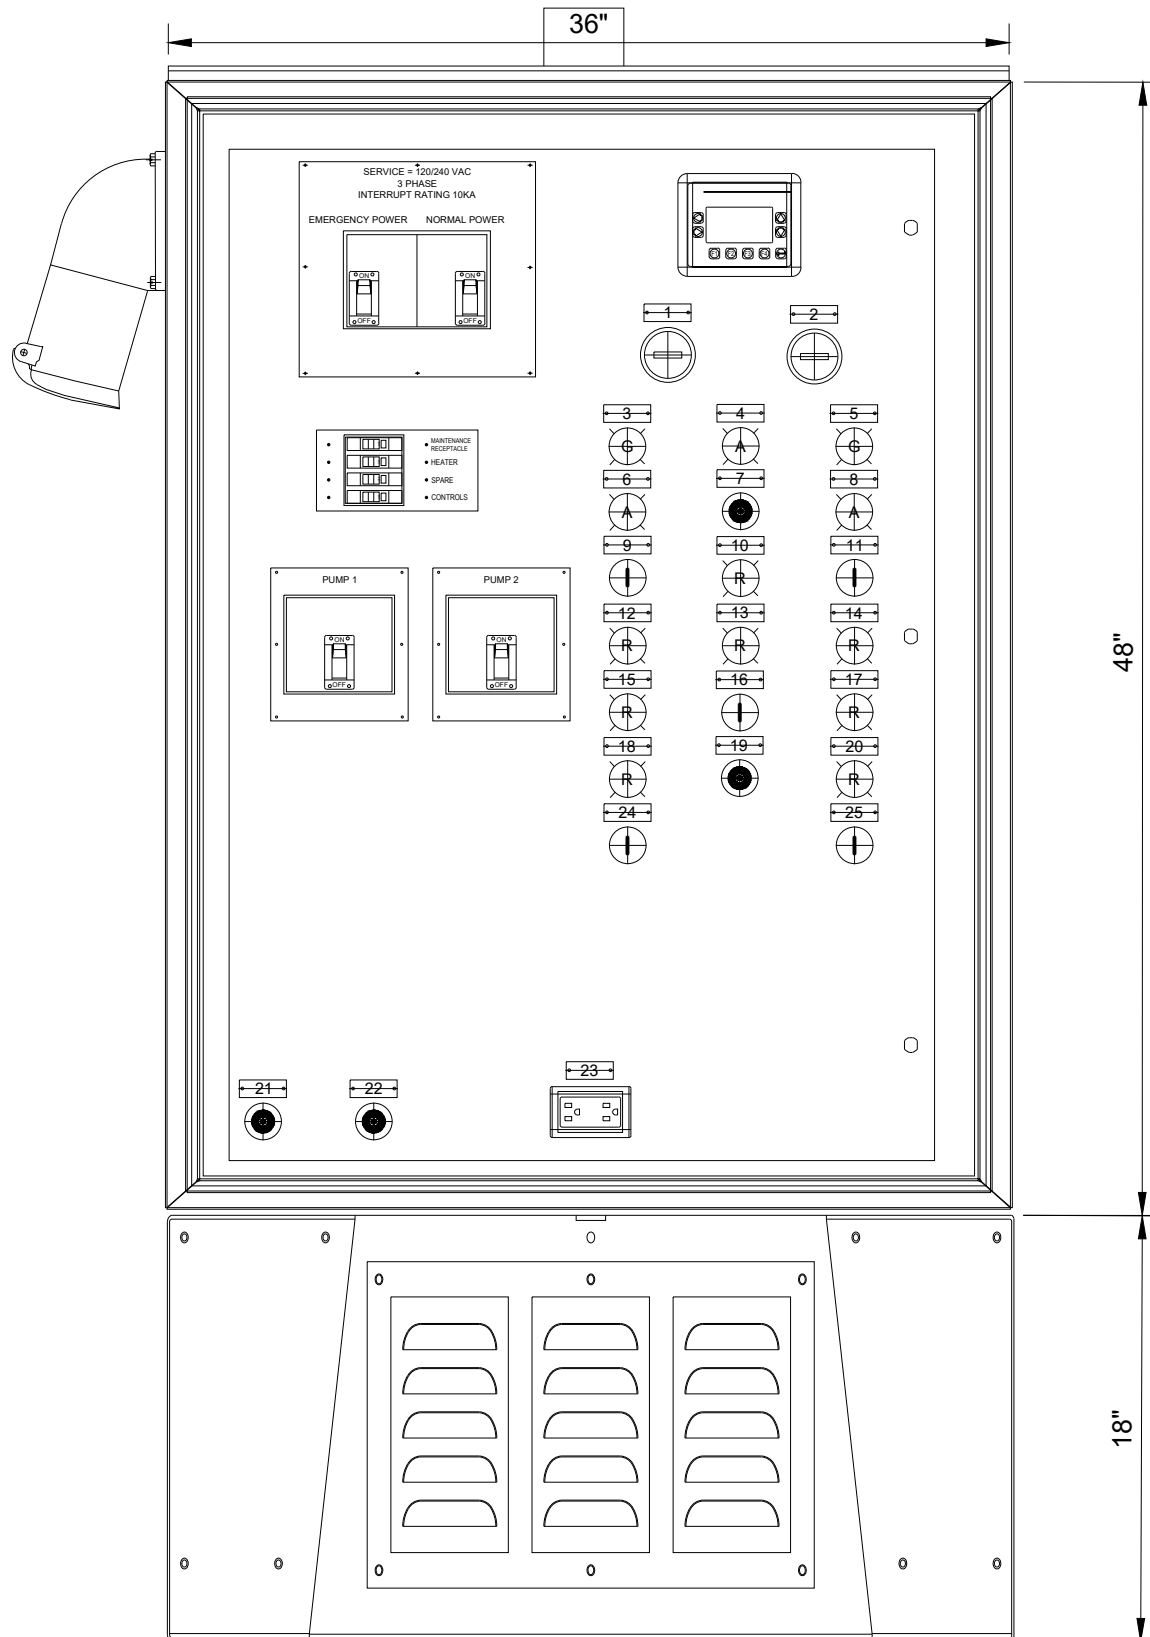 36"
SERVICE = 120/240 VAC
3 PHASE
INTERRUPT RATING 10KA
EMERGENCY POWER NORMAL POWER
ON ON
OFF OFF
1 2
3 4 5
G A G
MAINTENANCE
RECEPTACLE
HEATER
SPARE
CONTROLS
6 7 8
A A
9 10 11
R
PUMP 1 PUMP 2
ON ON
OFF OFF
12 13 14
R R R
15 16 17
R R
18 19 20
R R
24 25
48"
21 22 23
18"